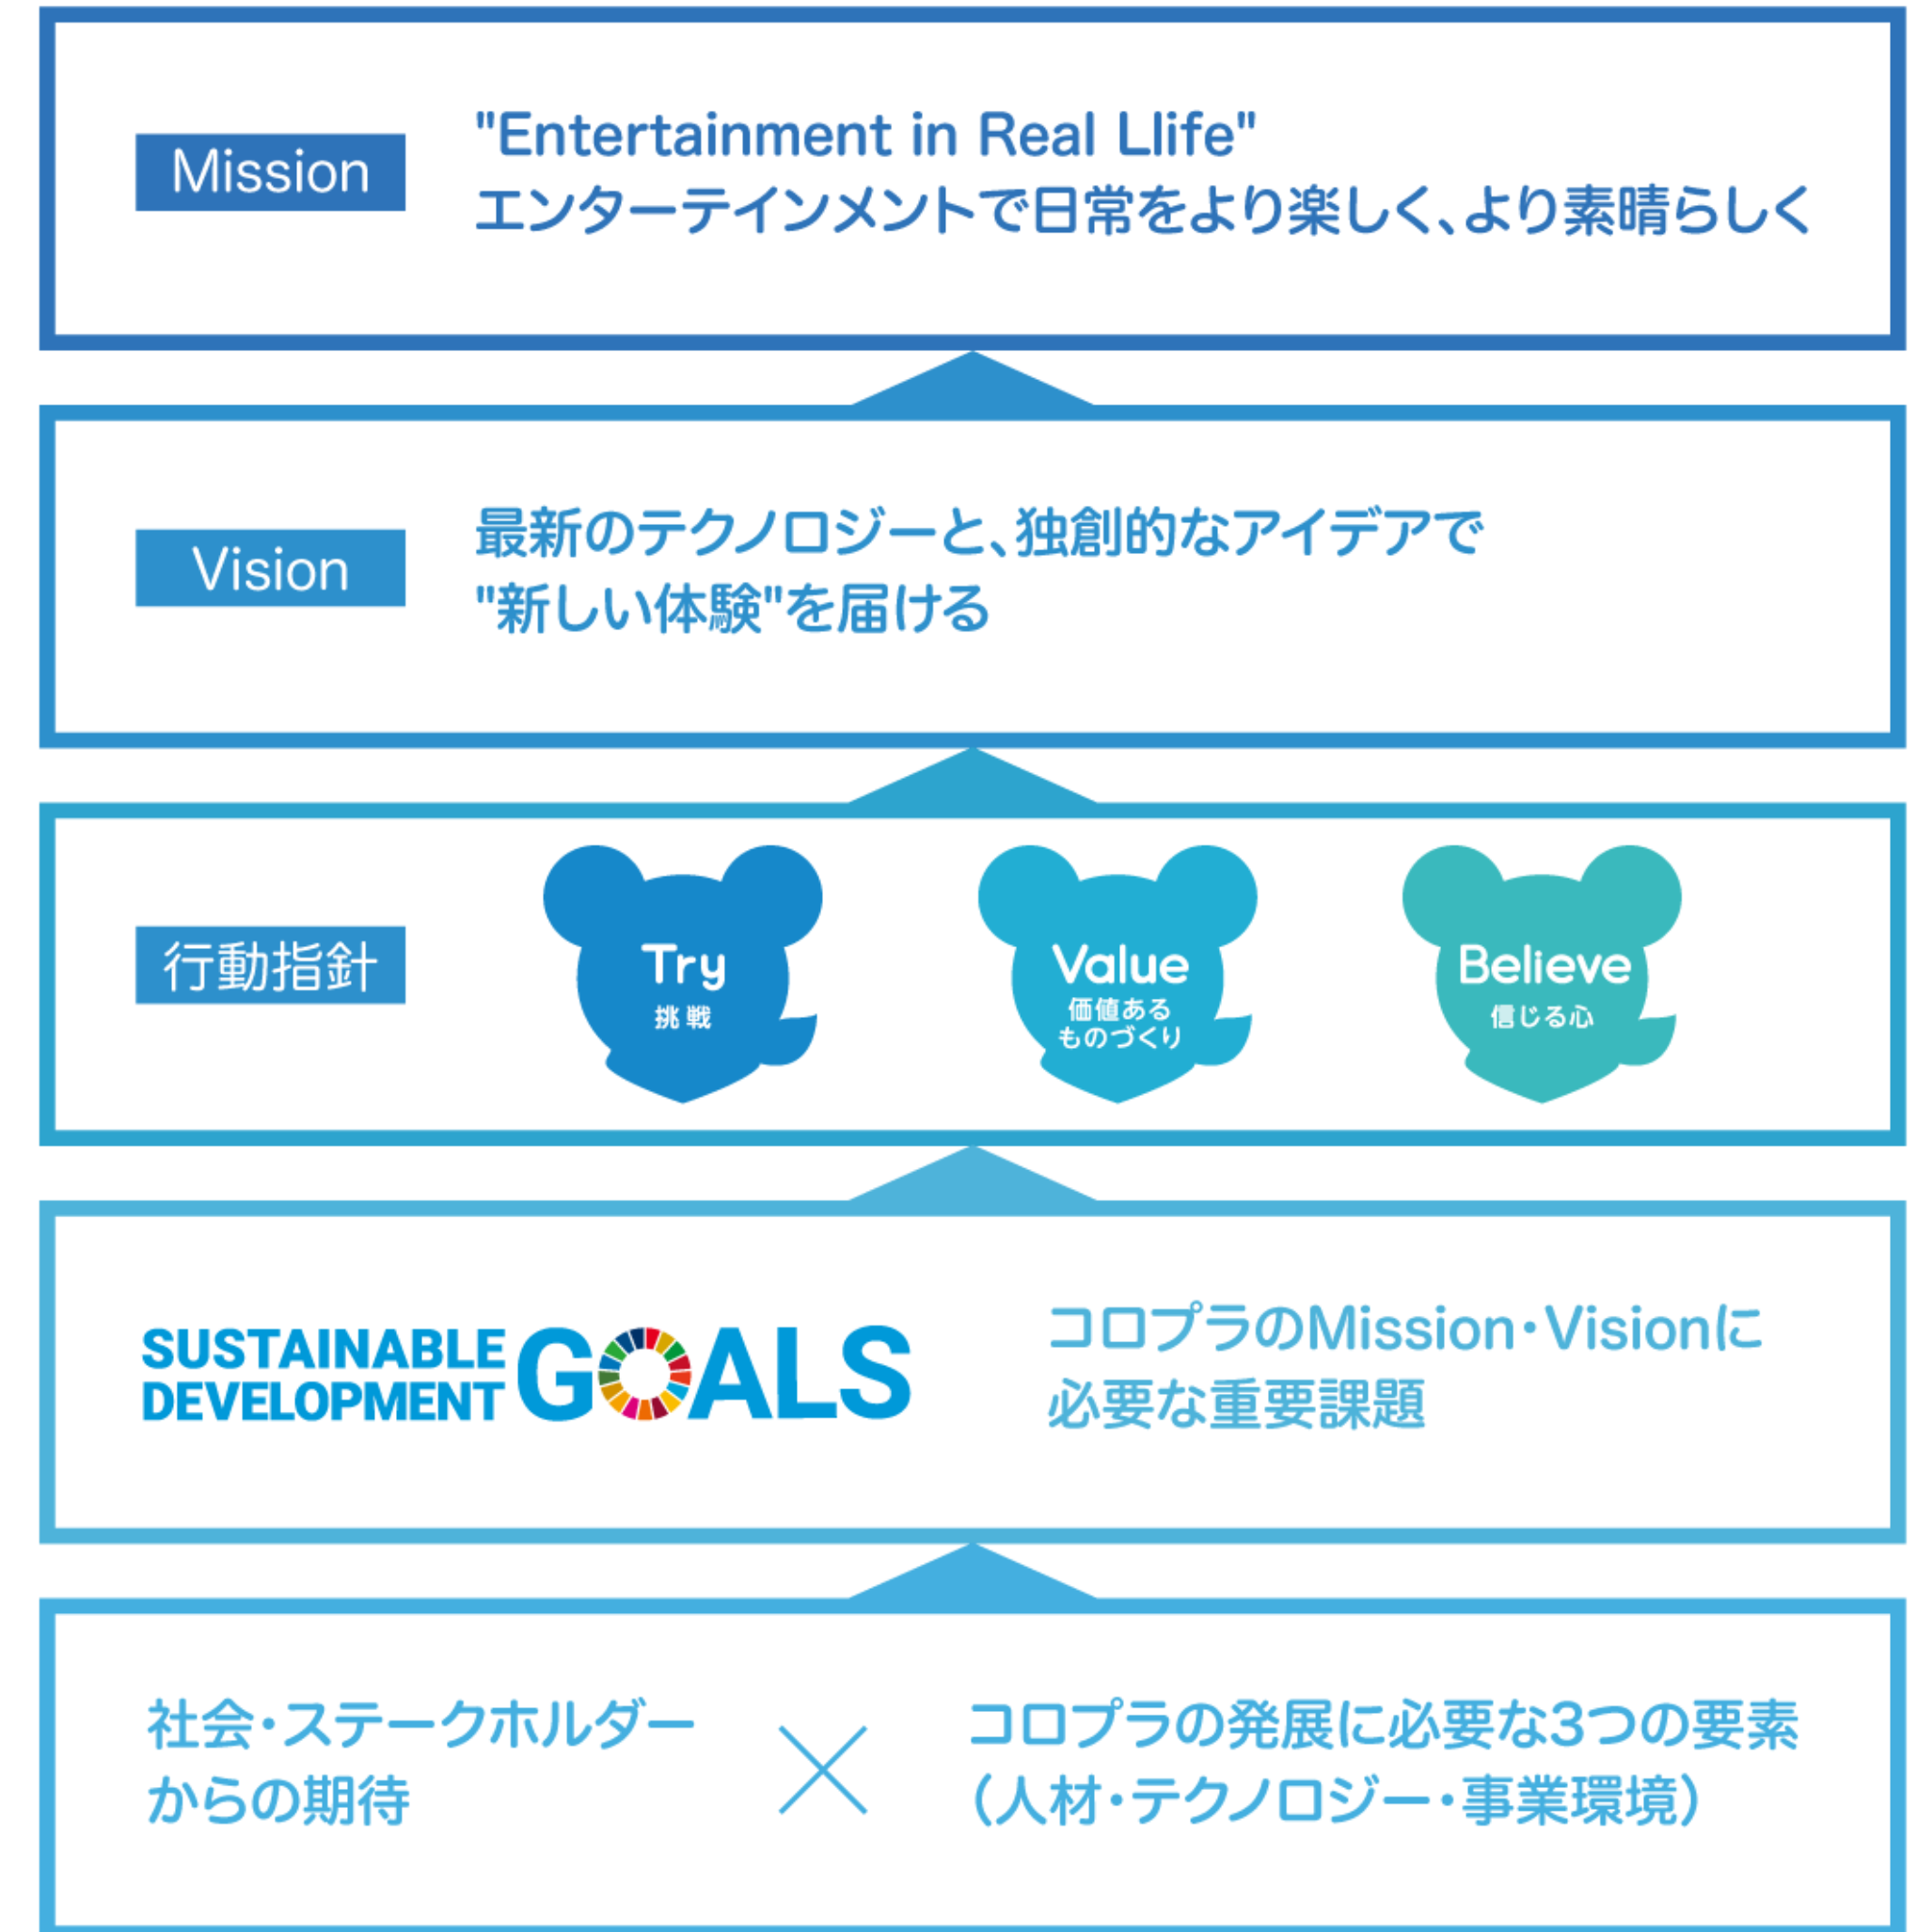 Mission
"Entertainment in Real Llife"
エンターテインメントで日常をより楽しく、より素晴らしく
Vision
最新のテクノロジーと、独創的なアイデアで
"新しい体験"を届ける
行動指針
Try
挑戦
Value
価値ある
ものづくり
Believe
信じる心
SUSTAINABLE
DEVELOPMENT
GOALS
コロプラのMission・Visionに
必要な重要課題
社会・ステークホルダー
からの期待
×
コロプラの発展に必要な3つの要素
(人材・テクノロジー・事業環境)